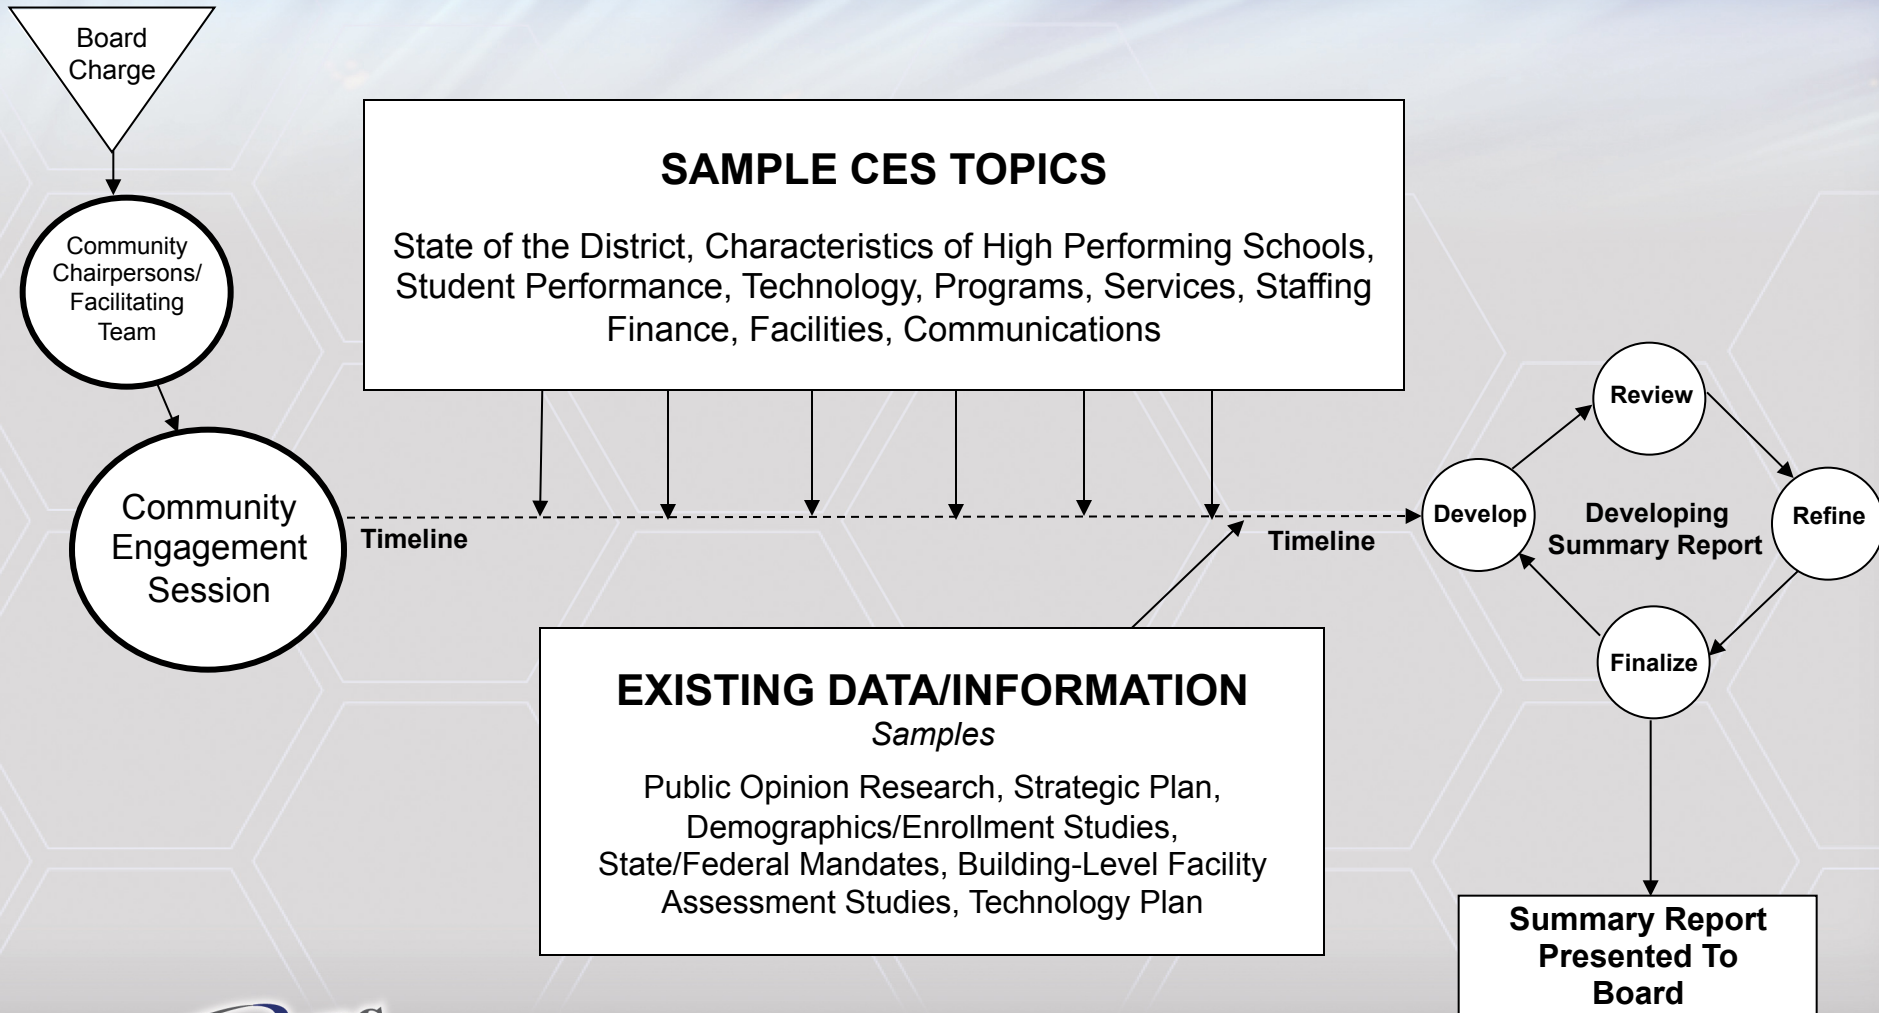 Board
Charge
Community
Chairpersons/
Facilitating
Team
Community
Engagement
Session
SAMPLE CES TOPICS
State of the District, Characteristics of High Performing Schools,
Student Performance, Technology, Programs, Services, Staffing
Finance, Facilities, Communications
Timeline
Timeline
EXISTING DATA/INFORMATION
Samples
Public Opinion Research, Strategic Plan,
Demographics/Enrollment Studies,
State/Federal Mandates, Building-Level Facility
Assessment Studies, Technology Plan
Develop
Review
Refine
Finalize
Developing
Summary Report
Summary Report
Presented To
Board